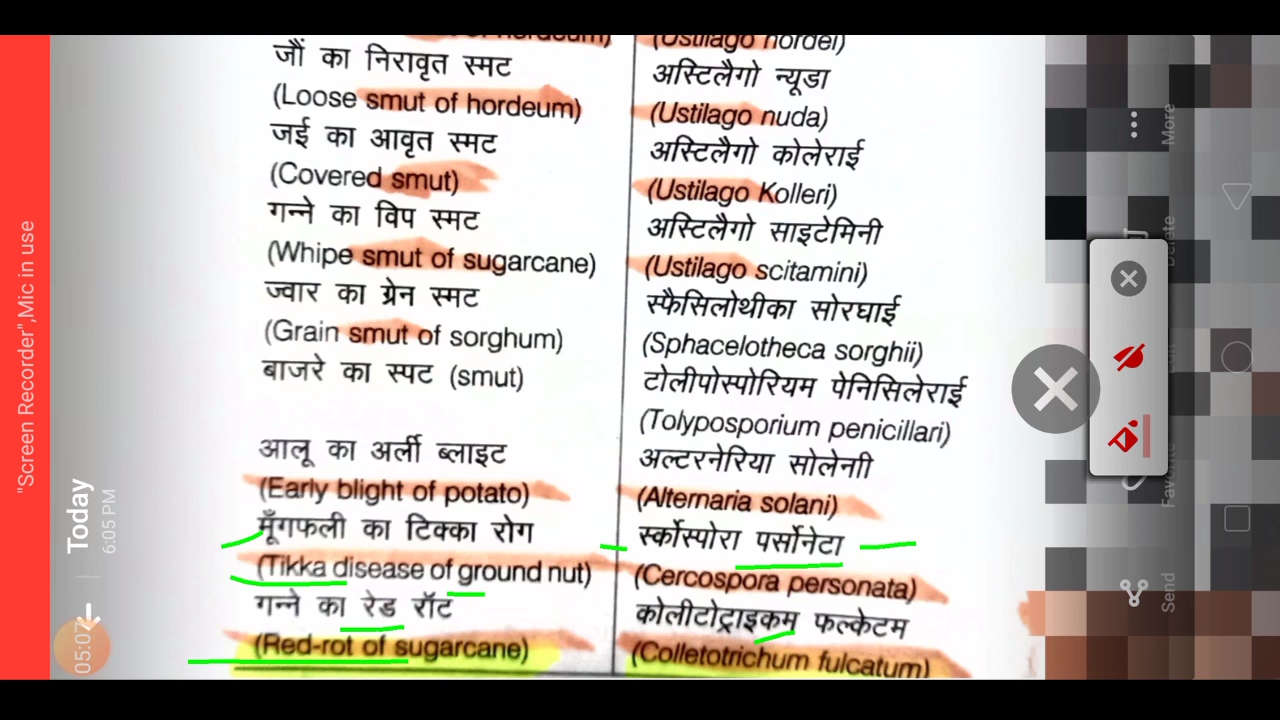 जौं का निरावृत स्मट
(Loose smut of hordeum)
जई का आवृत स्मट
(Covered smut)
गन्ने का विप स्मट
(Whipe smut of sugarcane)
ज्वार का ग्रेन स्मट
(Grain smut of sorghum)
बाजरे का स्पट (smut)
आलू का अर्ली ब्लाइट
(Early blight of potato)
मूँगफली का टिक्का रोग
(Tikka disease of ground nut)
गन्ने का रेड रॉट
(Red-rot of sugarcane)
(Ustilago hordei)
अस्टिलैगो न्यूडा
(Ustilago nuda)
अस्टिलैगो कोलेराई
(Ustilago Kolleri)
अस्टिलैगो साइटेमिनी
(Ustilago scitamini)
स्फैसिलोथीका सोरघाई
(Sphacelotheca sorghii)
टोलीपोस्पोरियम पेनिसिलेराई
(Tolyposporium penicillari)
अल्टरनेरिया सोलेनाी
(Alternaria solani)
र्स्कोस्पोरा पर्सोनेटा
(Cercospora personata)
कोलीटोट्राइकम फल्केटम
(Colletotrichum fulcatum)
"Screen Recorder",Mic in use
Today
6:05 PM
05:07
More
Delete
Send